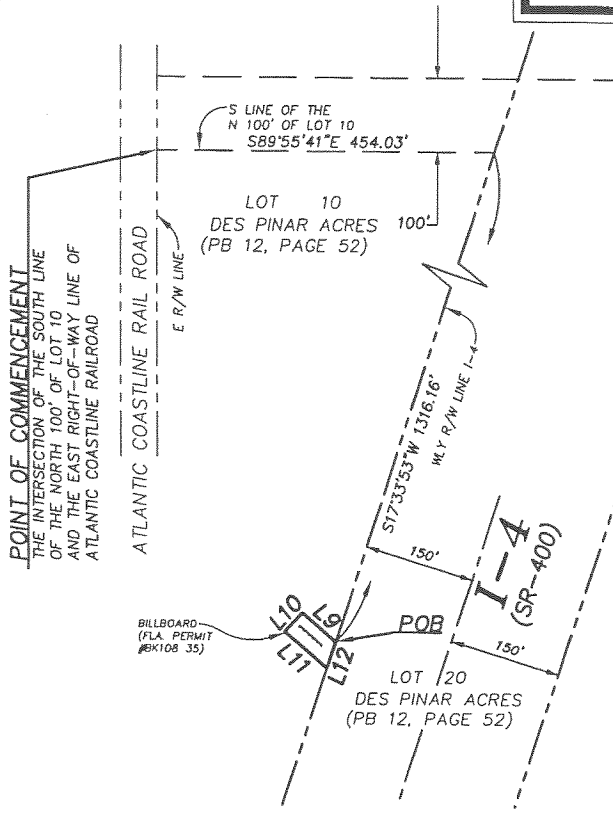 POINT OF COMMENCEMENT
THE INTERSECTION OF THE SOUTH LINE
OF THE NORTH 100' OF LOT 10
AND THE EAST RIGHT-OF-WAY LINE OF
ATLANTIC COASTLINE RAILROAD
ATLANTIC COASTLINE RAIL ROAD
E R/W LINE
S LINE OF THE
N 100' OF LOT 10
S89°55'41"E 454.03'
LOT 10
DES PINAR ACRES
(PB 12, PAGE 52)
100'
S17°33'53"W 1316.16'
WLY R/W LINE I-4
150'
I-4
(SR-400)
150'
BILLBOARD
(FLA. PERMIT
#BK108 35)
L10
L9
L11
L12
POB
LOT 20
DES PINAR ACRES
(PB 12, PAGE 52)